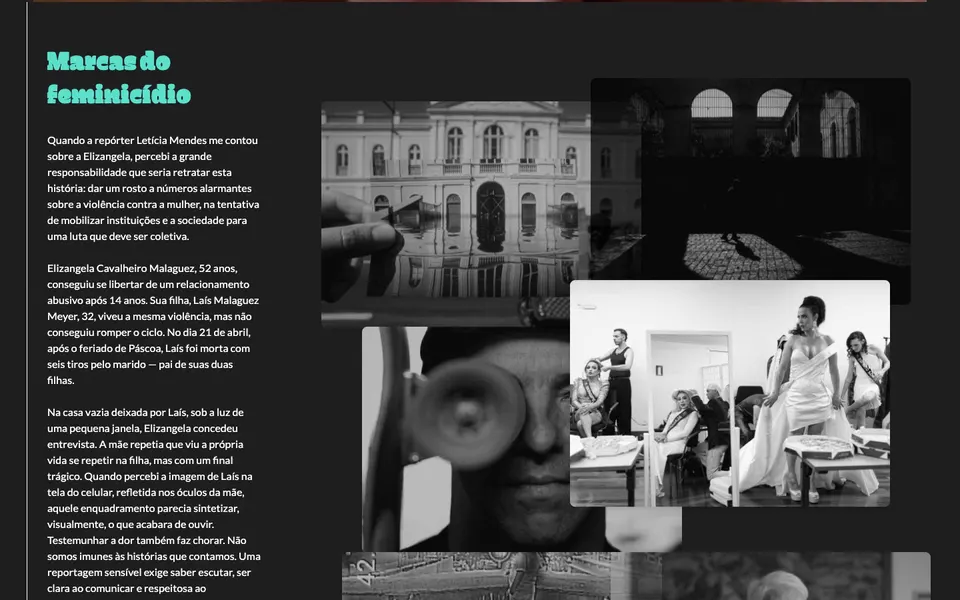 Marcas do
feminicídio
Quando a repórter Letícia Mendes me contou
sobre a Elizangela, percebi a grande
responsabilidade que seria retratar esta
história: dar um rosto a números alarmantes
sobre a violência contra a mulher, na tentativa
de mobilizar instituições e a sociedade para
uma luta que deve ser coletiva.
Elizangela Cavalheiro Malaguez, 52 anos,
conseguiu se libertar de um relacionamento
abusivo após 14 anos. Sua filha, Laís Malaguez
Meyer, 32, viveu a mesma violência, mas não
conseguiu romper o ciclo. No dia 21 de abril,
após o feriado de Páscoa, Laís foi morta com
seis tiros pelo marido — pai de suas duas
filhas.
Na casa vazia deixada por Laís, sob a luz de
uma pequena janela, Elizangela concedeu
entrevista. A mãe repetia que viu a própria
vida se repetir na filha, mas com um final
trágico. Quando percebi a imagem de Laís na
tela do celular, refletida nos óculos da mãe,
aquele enquadramento parecia sintetizar,
visualmente, o que acabara de ouvir.
Testemunhar a dor também faz chorar. Não
somos imunes às histórias que contamos. Uma
reportagem sensível exige saber escutar, ser
clara ao comunicar e respeitosa ao
42